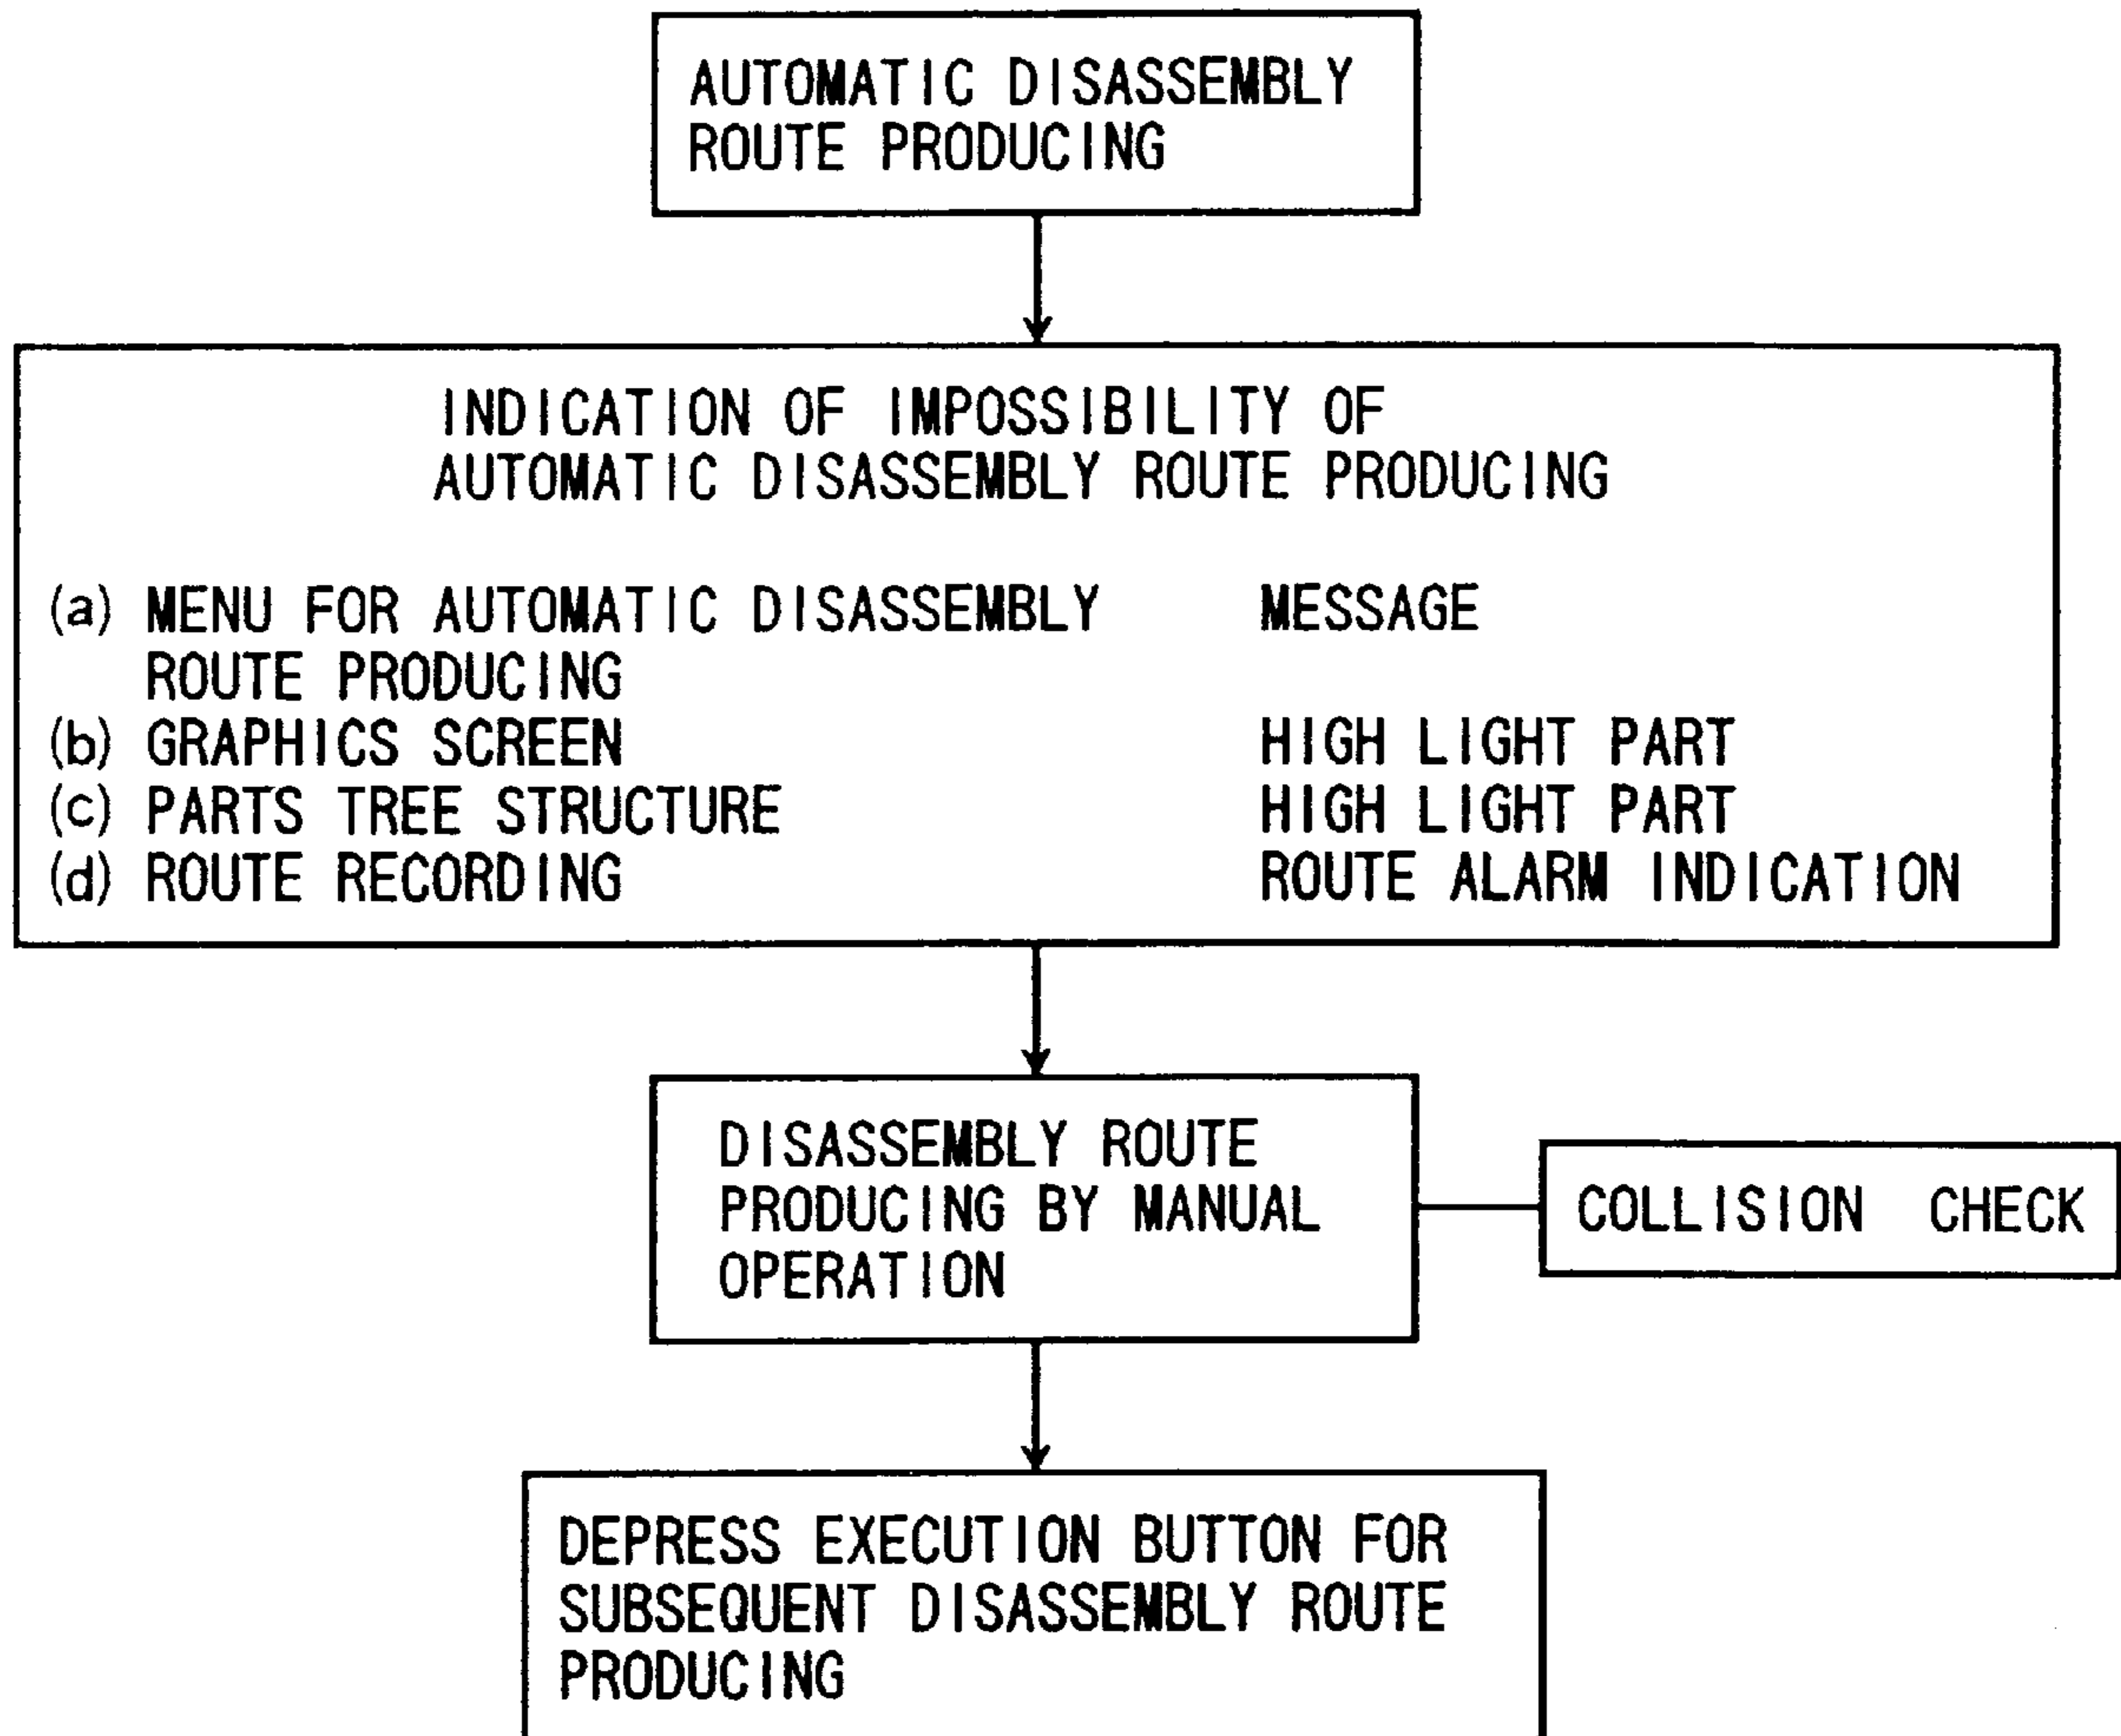 AUTOMATIC DISASSEMBLY
ROUTE PRODUCING
INDICATION OF IMPOSSIBILITY OF
AUTOMATIC DISASSEMBLY ROUTE PRODUCING
(a) MENU FOR AUTOMATIC DISASSEMBLY MESSAGE
ROUTE PRODUCING
(b) GRAPHICS SCREEN HIGH LIGHT PART
(c) PARTS TREE STRUCTURE HIGH LIGHT PART
(d) ROUTE RECORDING ROUTE ALARM INDICATION
DISASSEMBLY ROUTE
PRODUCING BY MANUAL
OPERATION
COLLISION CHECK
DEPRESS EXECUTION BUTTON FOR
SUBSEQUENT DISASSEMBLY ROUTE
PRODUCING